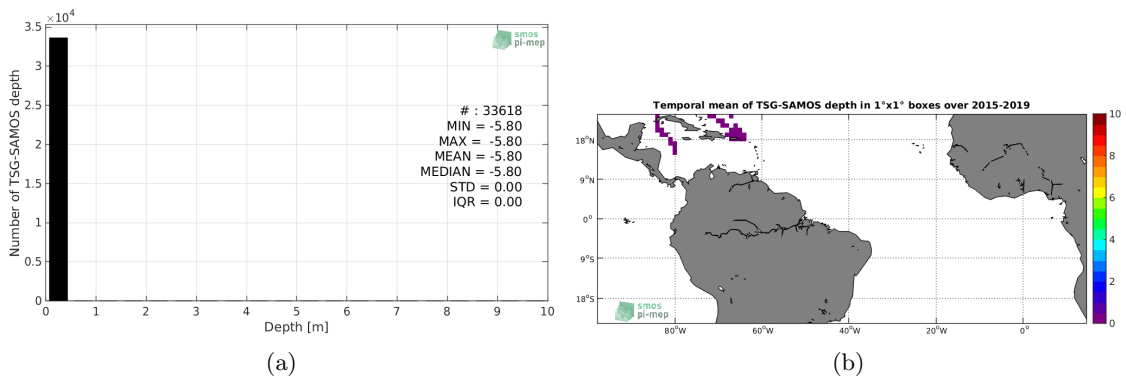 ×10⁴
3.5
3
2.5
2
1.5
1
0.5
0
Number of TSG-SAMOS depth
smos
pi-mep
# : 33618
MIN = -5.80
MAX = -5.80
MEAN = -5.80
MEDIAN = -5.80
STD = 0.00
IQR = 0.00
0 1 2 3 4 5 6 7 8 9 10
Depth [m]
(a)
Temporal mean of TSG-SAMOS depth in 1°x1° boxes over 2015-2019
18°N
9°N
0°
9°S
18°S
80°W 60°W 40°W 20°W 0°
10
8
6
4
2
0
smos
pi-mep
(b)